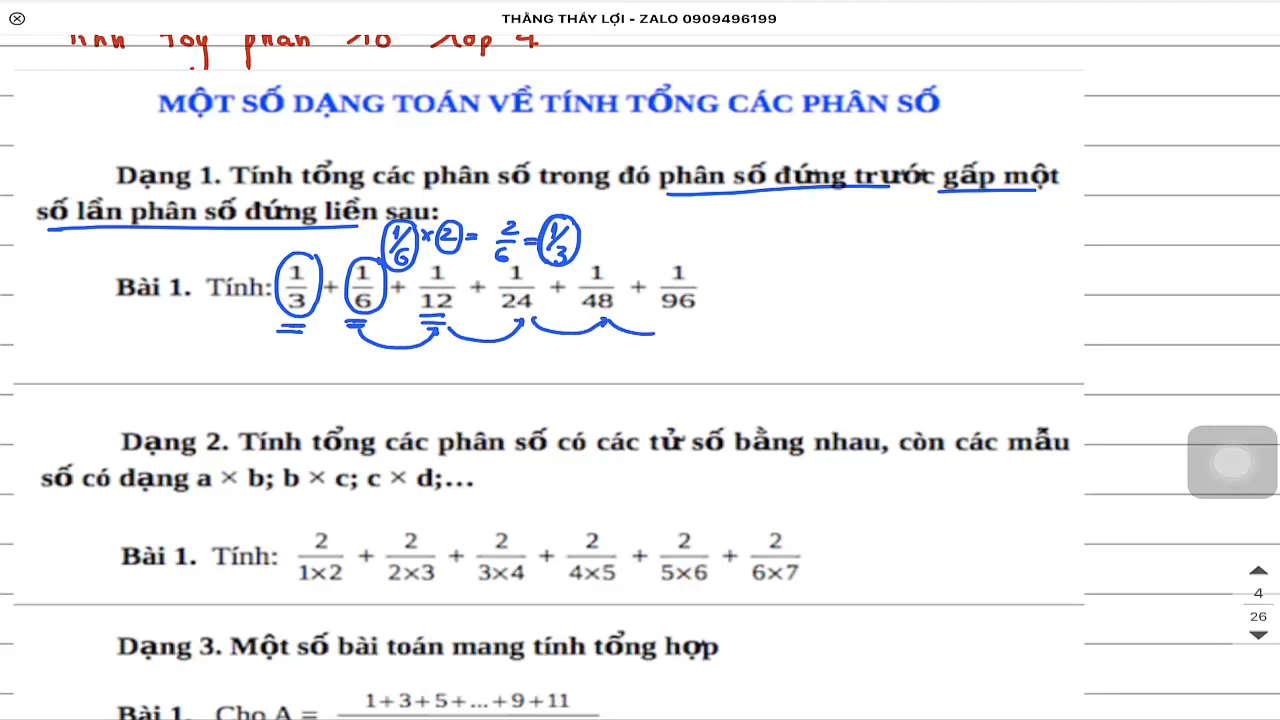 THẮNG THẦY LỢI - ZALO 0909496199
phân số lớp 4
MỘT SỐ DẠNG TOÁN VỀ TÍNH TỔNG CÁC PHÂN SỐ
Dạng 1. Tính tổng các phân số trong đó phân số đứng trước gấp một
số lần phân số đứng liền sau:
1/6 × 2 = 2/6 = 1/3
Bài 1. Tính: 1/3 + 1/6 + 1/12 + 1/24 + 1/48 + 1/96
Dạng 2. Tính tổng các phân số có các tử số bằng nhau, còn các mẫu
số có dạng a × b; b × c; c × d;...
Bài 1. Tính: 2/1×2 + 2/2×3 + 2/3×4 + 2/4×5 + 2/5×6 + 2/6×7
4
26
Dạng 3. Một số bài toán mang tính tổng hợp
Bài 1. Cho A = 1+3+5+...+9+11